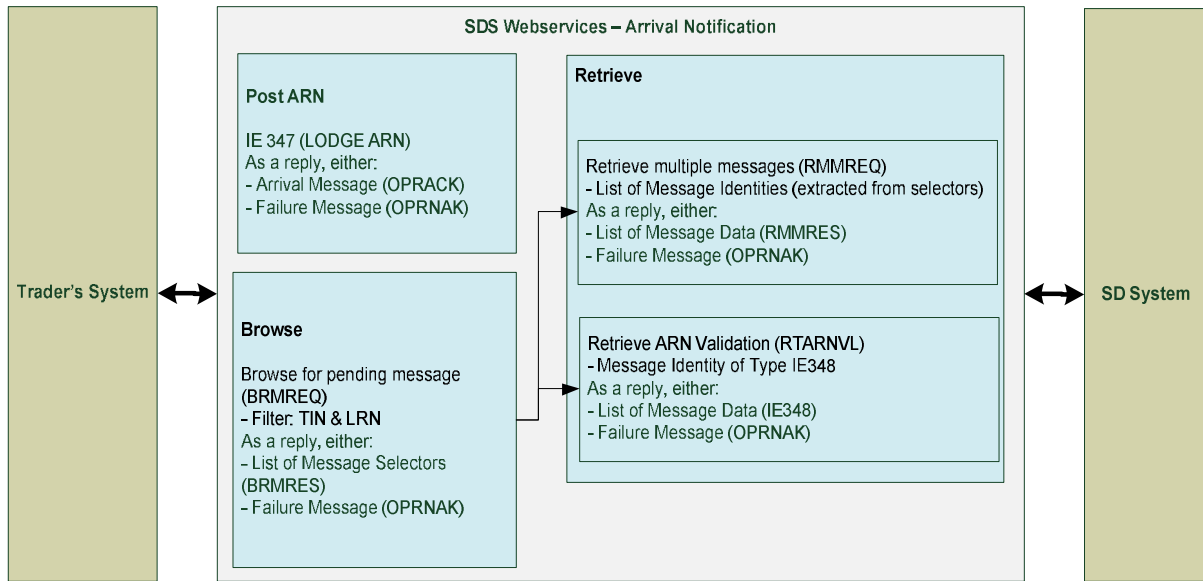 SDS Webservices – Arrival Notification
Trader's System
Post ARN
IE 347 (LODGE ARN)
As a reply, either:
- Arrival Message (OPRACK)
- Failure Message (OPRNAK)
Browse
Browse for pending message
(BRMREQ)
- Filter: TIN & LRN
As a reply, either:
- List of Message Selectors
(BRMRES)
- Failure Message (OPRNAK)
Retrieve
Retrieve multiple messages (RMMREQ)
- List of Message Identities (extracted from selectors)
As a reply, either:
- List of Message Data (RMMRES)
- Failure Message (OPRNAK)
Retrieve ARN Validation (RTARNVL)
- Message Identity of Type IE348
As a reply, either:
- List of Message Data (IE348)
- Failure Message (OPRNAK)
SD System